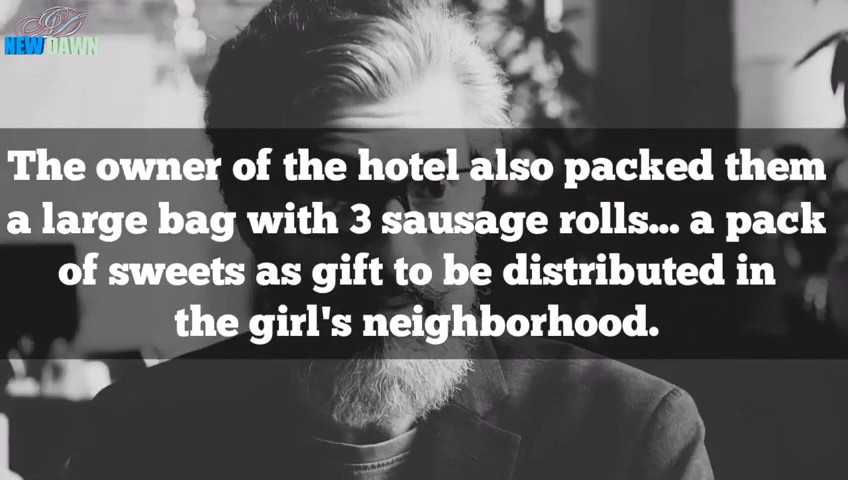 NEW DAWN
The owner of the hotel also packed them
a large bag with 3 sausage rolls... a pack
of sweets as gift to be distributed in
the girl's neighborhood.